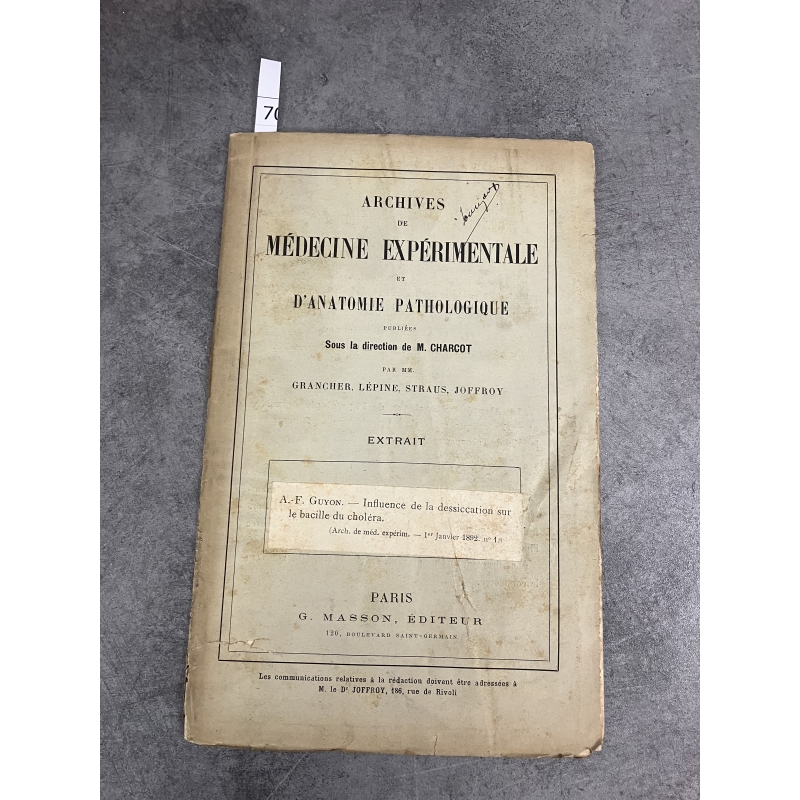 70
ARCHIVES
DE
MÉDECINE EXPÉRIMENTALE
ET
D'ANATOMIE PATHOLOGIQUE
PUBLIÉES
Sous la direction de M. CHARCOT
PAR MM.
GRANCHER, LÉPINE, STRAUS, JOFFROY
EXTRAIT
A.-F. GUYON. — Influence de la dessiccation sur
le bacille du choléra.
(Arch. de méd. expérim. — 1er Janvier 1892. n° 1.)
PARIS
G. MASSON, ÉDITEUR
120, BOULEVARD SAINT-GERMAIN
Les communications relatives à la rédaction doivent être adressées à
M. le Dr JOFFROY, 186, rue de Rivoli